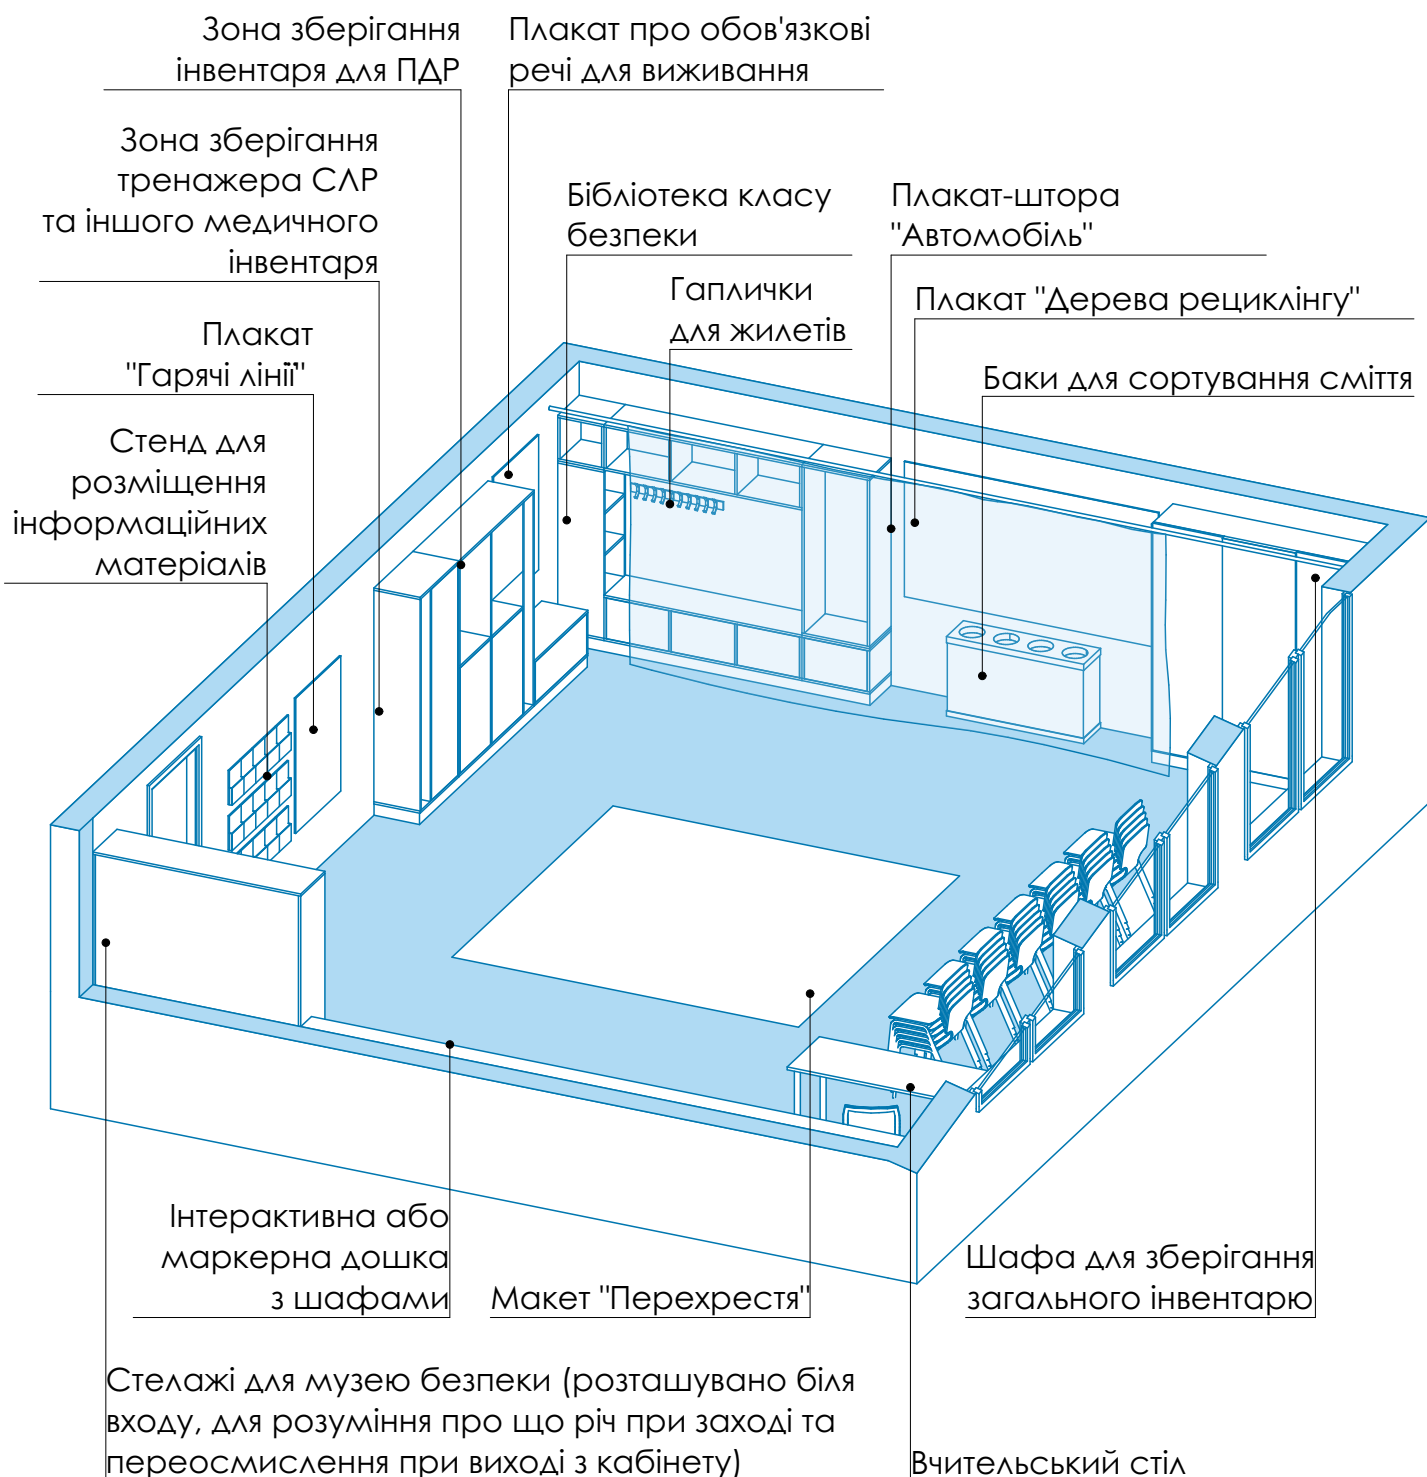 Зона зберігання
інвентаря для ПДР
Плакат про обов'язкові
речі для виживання
Зона зберігання
тренажера СЛР
та іншого медичного
інвентаря
Бібліотека класу
безпеки
Плакат-штора
"Автомобіль"
Гаплички
для жилетів
Плакат "Дерева рециклінгу"
Плакат
"Гарячі лінії"
Баки для сортування сміття
Стенд для
розміщення
інформаційних
матеріалів
Інтерактивна або
маркерна дошка
з шафами
Макет "Перехрестя"
Шафа для зберігання
загального інвентарю
Стелажі для музею безпеки (розташувано біля
входу, для розуміння про що річ при заході та
переосмислення при виході з кабінету)
Вчительський стіл